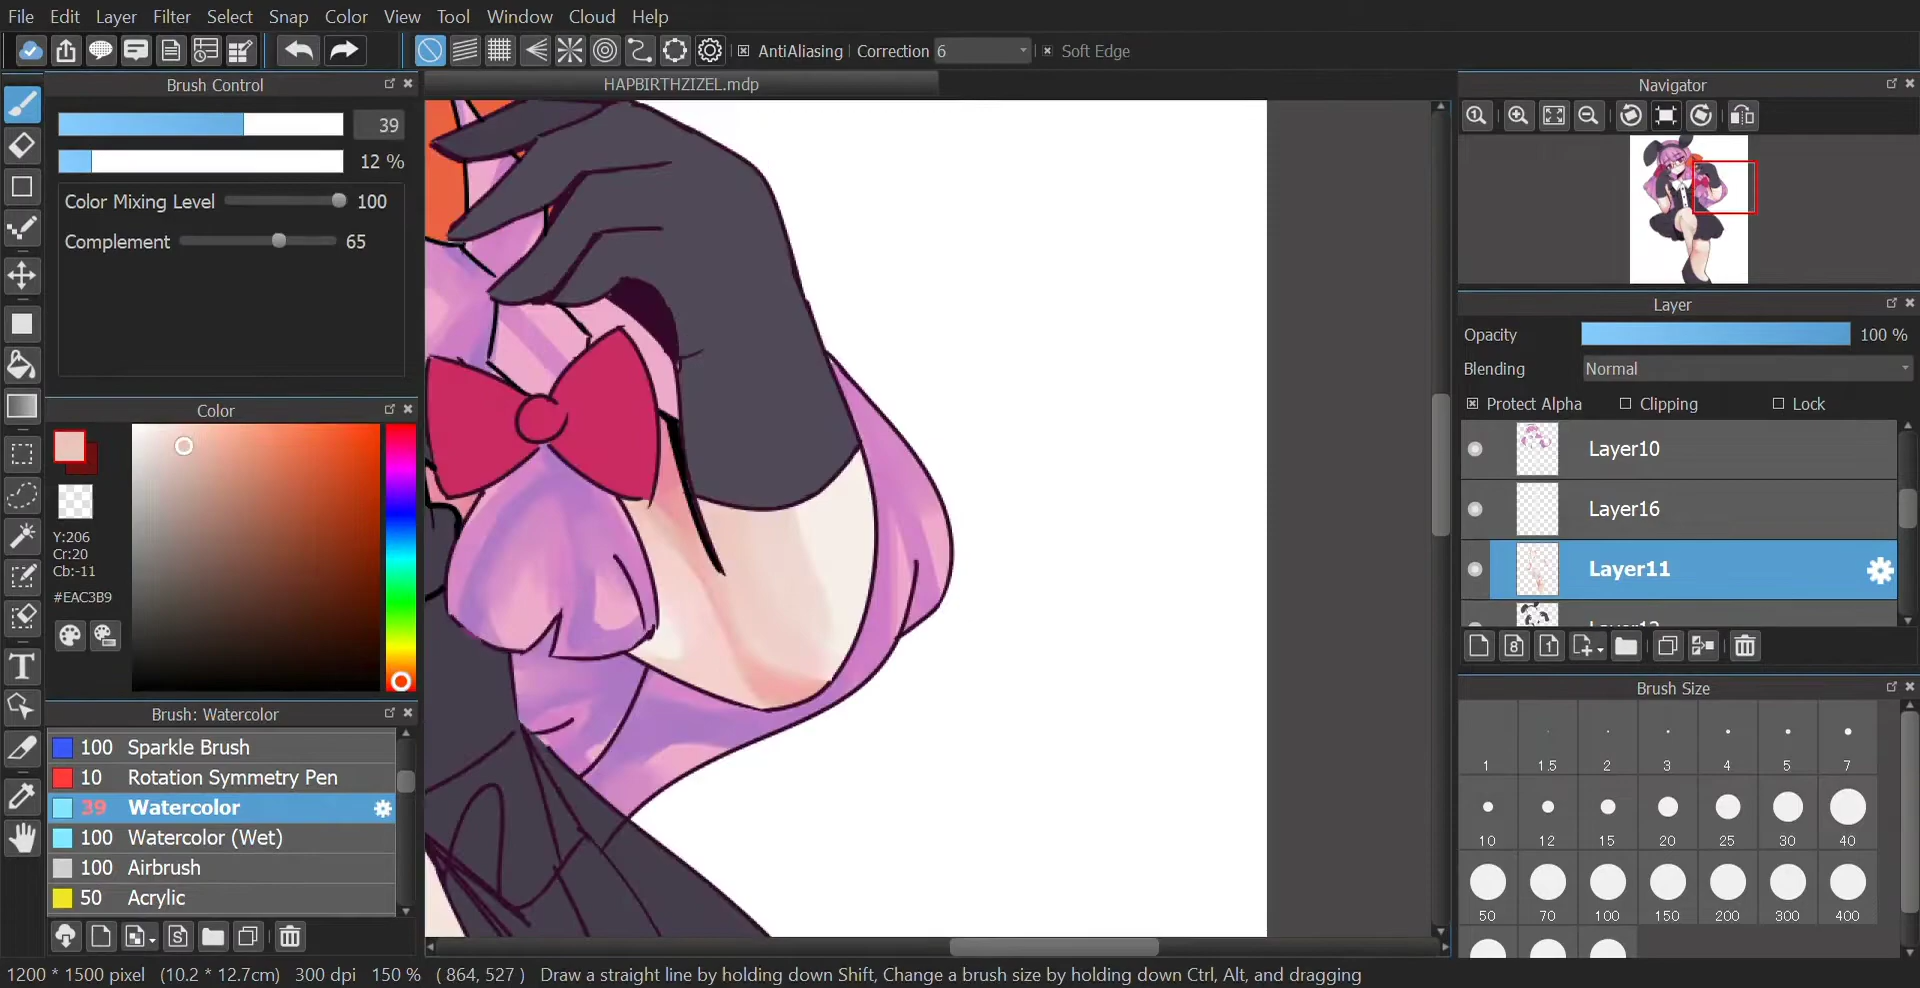 File Edit Layer Filter Select Snap Color View Tool Window Cloud Help
AntiAliasing Correction 6 Soft Edge
Brush Control
39
12 %
Color Mixing Level 100
Complement 65
Color
Y:206
Cr:20
Cb:-11
#EAC3B9
Brush: Watercolor
100 Sparkle Brush
10 Rotation Symmetry Pen
39 Watercolor
100 Watercolor (Wet)
100 Airbrush
50 Acrylic
HAPBIRTHZIZEL.mdp
Navigator
Layer
Opacity 100 %
Blending Normal
Protect Alpha Clipping Lock
Layer10
Layer16
Layer11
8 1
Brush Size
1 1.5 2 3 4 5 7
10 12 15 20 25 30 40
50 70 100 150 200 300 400
1200 * 1500 pixel (10.2 * 12.7cm) 300 dpi 150 % ( 864, 527 ) Draw a straight line by holding down Shift, Change a brush size by holding down Ctrl, Alt, and dragging